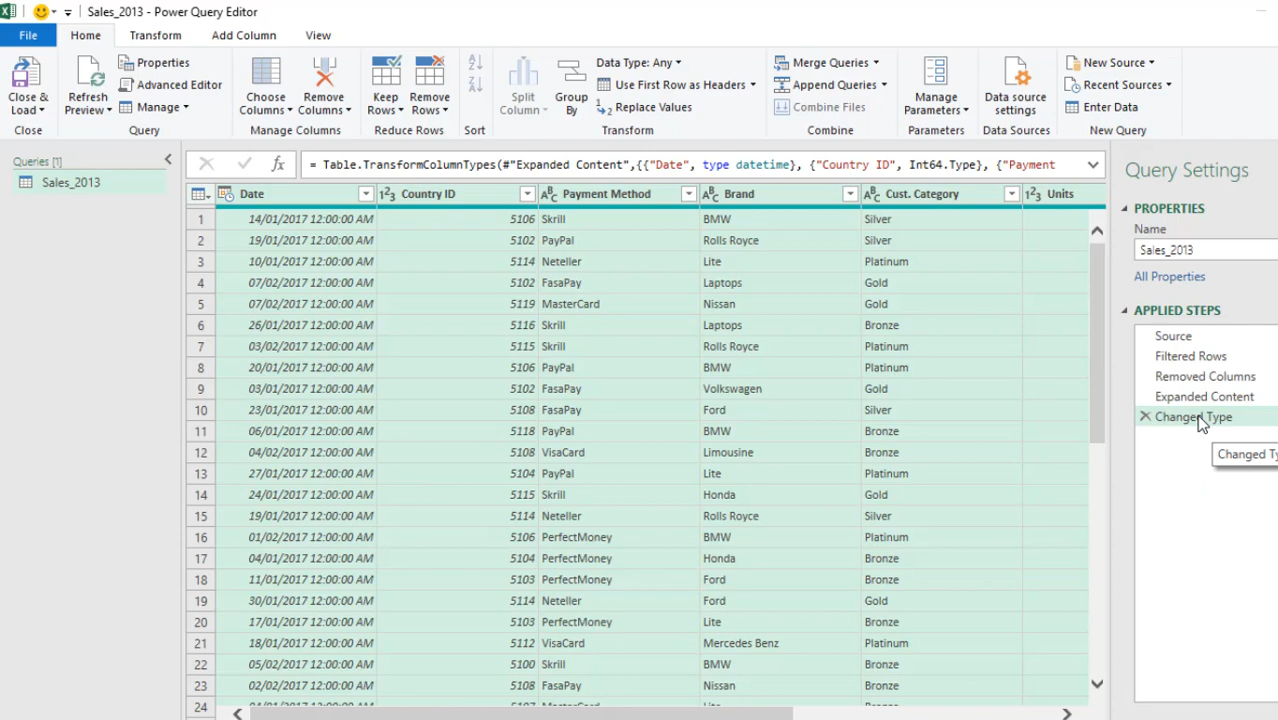 Sales_2013 - Power Query Editor
File Home Transform Add Column View
Close & Load
Close
Refresh Preview
Properties
Advanced Editor
Manage
Query
Choose Columns
Remove Columns
Manage Columns
Keep Rows
Remove Rows
Reduce Rows
Sort
Split Column
Group By
Data Type: Any
Use First Row as Headers
Replace Values
Transform
Merge Queries
Append Queries
Combine Files
Combine
Manage Parameters
Parameters
Data source settings
Data Sources
New Source
Recent Sources
Enter Data
New Query
Queries [1]
Sales_2013
fx = Table.TransformColumnTypes(#"Expanded Content",{{"Date", type datetime}, {"Country ID", Int64.Type}, {"Payment
Date Country ID Payment Method Brand Cust. Category Units
1 14/01/2017 12:00:00 AM 5106 Skrill BMW Silver
2 19/01/2017 12:00:00 AM 5102 PayPal Rolls Royce Silver
3 10/01/2017 12:00:00 AM 5114 Neteller Lite Platinum
4 07/02/2017 12:00:00 AM 5102 FasaPay Laptops Gold
5 07/02/2017 12:00:00 AM 5119 MasterCard Nissan Gold
6 26/01/2017 12:00:00 AM 5116 Skrill Laptops Bronze
7 03/02/2017 12:00:00 AM 5115 Skrill Rolls Royce Platinum
8 20/01/2017 12:00:00 AM 5106 PayPal BMW Platinum
9 03/01/2017 12:00:00 AM 5102 FasaPay Volkswagen Gold
10 23/01/2017 12:00:00 AM 5108 FasaPay Ford Silver
11 06/01/2017 12:00:00 AM 5118 PayPal BMW Bronze
12 04/02/2017 12:00:00 AM 5108 VisaCard Limousine Bronze
13 27/01/2017 12:00:00 AM 5104 PayPal Lite Platinum
14 24/01/2017 12:00:00 AM 5115 Skrill Honda Gold
15 19/01/2017 12:00:00 AM 5114 Neteller Rolls Royce Silver
16 01/02/2017 12:00:00 AM 5106 PerfectMoney BMW Platinum
17 04/01/2017 12:00:00 AM 5104 PerfectMoney Honda Bronze
18 11/01/2017 12:00:00 AM 5103 PerfectMoney Ford Bronze
19 30/01/2017 12:00:00 AM 5114 Neteller Ford Gold
20 17/01/2017 12:00:00 AM 5103 PerfectMoney Lite Bronze
21 18/01/2017 12:00:00 AM 5112 VisaCard Mercedes Benz Platinum
22 05/02/2017 12:00:00 AM 5100 Skrill BMW Bronze
23 02/02/2017 12:00:00 AM 5108 FasaPay Nissan Bronze
24
Query Settings
PROPERTIES
Name
Sales_2013
All Properties
APPLIED STEPS
Source
Filtered Rows
Removed Columns
Expanded Content
Changed Type
Changed